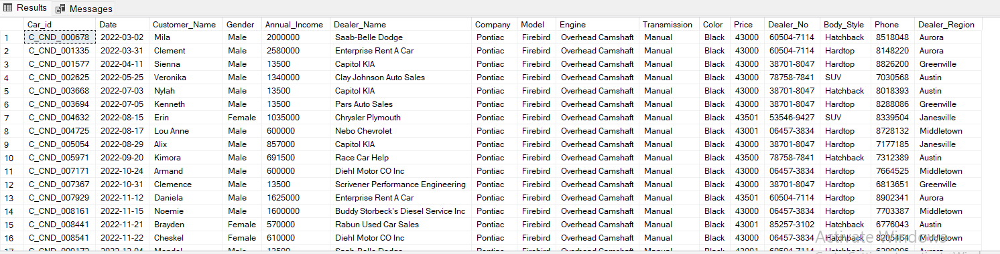 Results Messages
Car_id Date Customer_Name Gender Annual_Income Dealer_Name Company Model Engine Transmission Color Price Dealer_No Body_Style Phone Dealer_Region
1 C_CND_000678 2022-03-02 Mila Male 2000000 Saab-Belle Dodge Pontiac Firebird Overhead Camshaft Manual Black 43000 60504-7114 Hatchback 8518048 Aurora
2 C_CND_001335 2022-03-31 Clement Male 2580000 Enterprise Rent A Car Pontiac Firebird Overhead Camshaft Manual Black 43000 60504-7114 Hardtop 8148220 Aurora
3 C_CND_001577 2022-04-11 Sienna Male 13500 Capitol KIA Pontiac Firebird Overhead Camshaft Manual Black 43000 38701-8047 Hardtop 8826200 Greenville
4 C_CND_002625 2022-05-25 Veronika Male 1340000 Clay Johnson Auto Sales Pontiac Firebird Overhead Camshaft Manual Black 43000 78758-7841 SUV 7030568 Austin
5 C_CND_003668 2022-07-03 Nylah Male 13500 Capitol KIA Pontiac Firebird Overhead Camshaft Manual Black 43000 38701-8047 Hatchback 8018393 Austin
6 C_CND_003694 2022-07-05 Kenneth Male 13500 Pars Auto Sales Pontiac Firebird Overhead Camshaft Manual Black 43000 38701-8047 Hardtop 8288086 Greenville
7 C_CND_004632 2022-08-15 Erin Female 1035000 Chrysler Plymouth Pontiac Firebird Overhead Camshaft Manual Black 43501 53546-9427 SUV 8339504 Janesville
8 C_CND_004725 2022-08-17 Lou Anne Male 600000 Nebo Chevrolet Pontiac Firebird Overhead Camshaft Manual Black 43001 06457-3834 Hardtop 8728132 Middletown
9 C_CND_005054 2022-08-29 Alix Male 857000 Capitol KIA Pontiac Firebird Overhead Camshaft Manual Black 43000 38701-8047 Hardtop 7177185 Janesville
10 C_CND_005971 2022-09-20 Kimora Male 691500 Race Car Help Pontiac Firebird Overhead Camshaft Manual Black 43500 78758-7841 Hatchback 7312389 Austin
11 C_CND_007171 2022-10-24 Armand Male 600000 Diehl Motor CO Inc Pontiac Firebird Overhead Camshaft Manual Black 43000 06457-3834 Hardtop 7664525 Middletown
12 C_CND_007367 2022-10-31 Clemence Male 13500 Scrivener Performance Engineering Pontiac Firebird Overhead Camshaft Manual Black 43000 38701-8047 Hardtop 6813651 Greenville
13 C_CND_007929 2022-11-12 Daniela Male 1625000 Enterprise Rent A Car Pontiac Firebird Overhead Camshaft Manual Black 43501 60504-7114 Hardtop 8902341 Aurora
14 C_CND_008161 2022-11-15 Noemie Male 1600000 Buddy Storbeck's Diesel Service Inc Pontiac Firebird Overhead Camshaft Manual Black 43000 06457-3834 Hardtop 7703387 Middletown
15 C_CND_008441 2022-11-21 Brayden Female 570000 Rabun Used Car Sales Pontiac Firebird Overhead Camshaft Manual Black 43001 85257-3102 Hatchback 6776043 Austin
16 C_CND_008541 2022-11-22 Cheskel Female 610000 Diehl Motor CO Inc Pontiac Firebird Overhead Camshaft Manual Black 43000 06457-3834 Hatchback 8205464 Middletown
Activate Windows